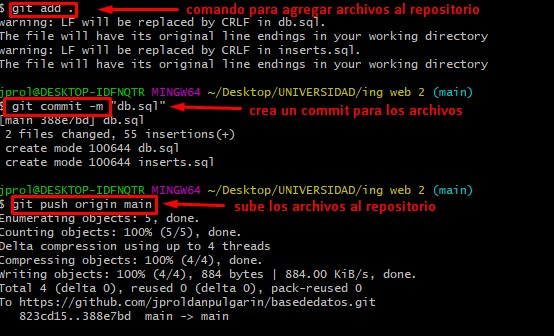 $ git add . comando para agregar archivos al repositorio
warning: LF will be replaced by CRLF in db.sql.
The file will have its original line endings in your working directory
warning: LF will be replaced by CRLF in inserts.sql.
The file will have its original line endings in your working directory
jprol@DESKTOP-IDFNQTR MINGW64 ~/Desktop/UNIVERSIDAD/ing web 2 (main)
$ git commit -m "db.sql" crea un commit para los archivos
[main 388e7bd] db.sql
2 files changed, 55 insertions(+)
create mode 100644 db.sql
create mode 100644 inserts.sql
jprol@DESKTOP-IDFNQTR MINGW64 ~/Desktop/UNIVERSIDAD/ing web 2 (main)
$ git push origin main sube los archivos al repositorio
Enumerating objects: 5, done.
Counting objects: 100% (5/5), done.
Delta compression using up to 4 threads
Compressing objects: 100% (4/4), done.
Writing objects: 100% (4/4), 884 bytes | 884.00 KiB/s, done.
Total 4 (delta 0), reused 0 (delta 0), pack-reused 0
To https://github.com/jproldanpulgarin/basededatos.git
823cd15..388e7bd main -> main